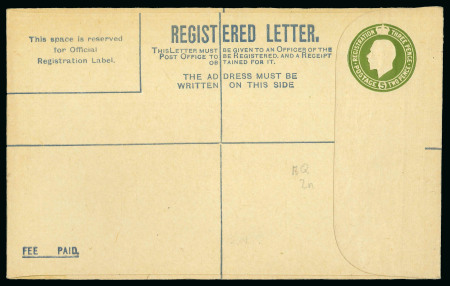 This space is reserved
for Official
Registration Label.
REGISTERED LETTER.
THIS LETTER MUST BE GIVEN TO AN OFFICER OF THE
POST OFFICE TO BE REGISTERED, AND A RECEIPT
OBTAINED FOR IT.
THE ADDRESS MUST BE
WRITTEN ON THIS SIDE
REGISTRATION THREE PENCE
POSTAGE TWO PENCE
FEE PAID.